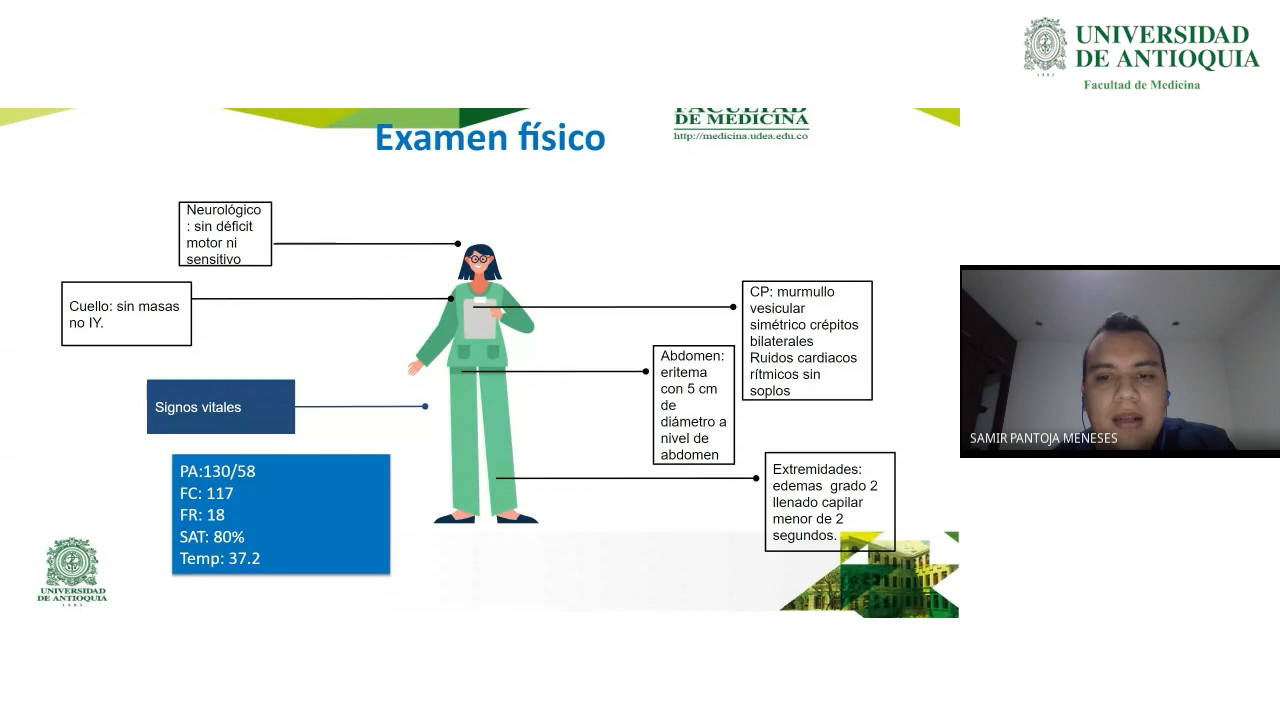 UNIVERSIDAD
DE ANTIOQUIA
1803
Facultad de Medicina
FACULTAD
DE MEDICINA
http://medicina.udea.edu.co
Examen físico
Neurológico
: sin déficit
motor ni
sensitivo
Cuello: sin masas
no IY.
CP: murmullo
vesicular
simétrico crépitos
bilaterales
Ruidos cardiacos
rítmicos sin
soplos
Abdomen:
eritema
con 5 cm
de
diámetro a
nivel de
abdomen
Signos vitales
PA:130/58
FC: 117
FR: 18
SAT: 80%
Temp: 37.2
Extremidades:
edemas grado 2
llenado capilar
menor de 2
segundos.
SAMIR PANTOJA MENESES
UNIVERSIDAD
DE ANTIOQUIA
1803